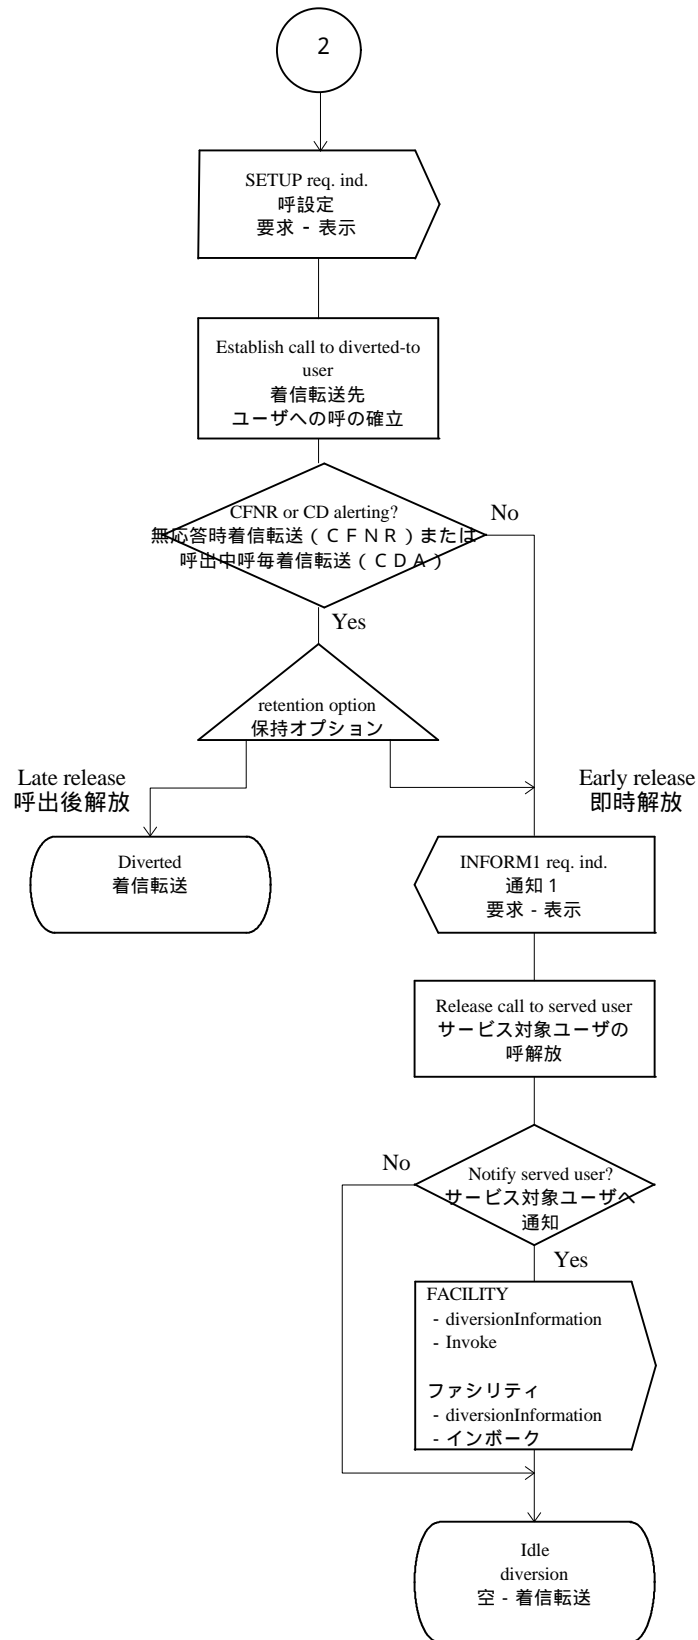 2
SETUP req. ind.
呼設定
要求 - 表示
Establish call to diverted-to
user
着信転送先
ユーザへの呼の確立
CFNR or CD alerting?
無応答時着信転送(CFNR)または
呼出中呼毎着信転送(CDA)
No
Yes
retention option
保持オプション
Late release
呼出後解放
Early release
即時解放
Diverted
着信転送
INFORM1 req. ind.
通知1
要求 - 表示
Release call to served user
サービス対象ユーザの
呼解放
No
Notify served user?
サービス対象ユーザへ
通知
Yes
FACILITY
- diversionInformation
- Invoke
ファシリティ
- diversionInformation
- インボーク
Idle
diversion
空 - 着信転送